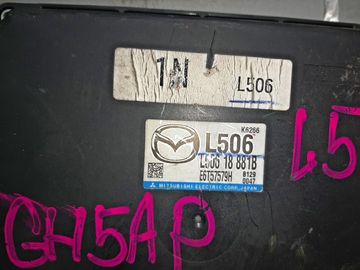 1N
L506
K6266
L506
L506 18 881B
E6T57579H
8129
0047
MITSUBISHI ELECTRIC CORP. JAPAN
L5
GH5AP